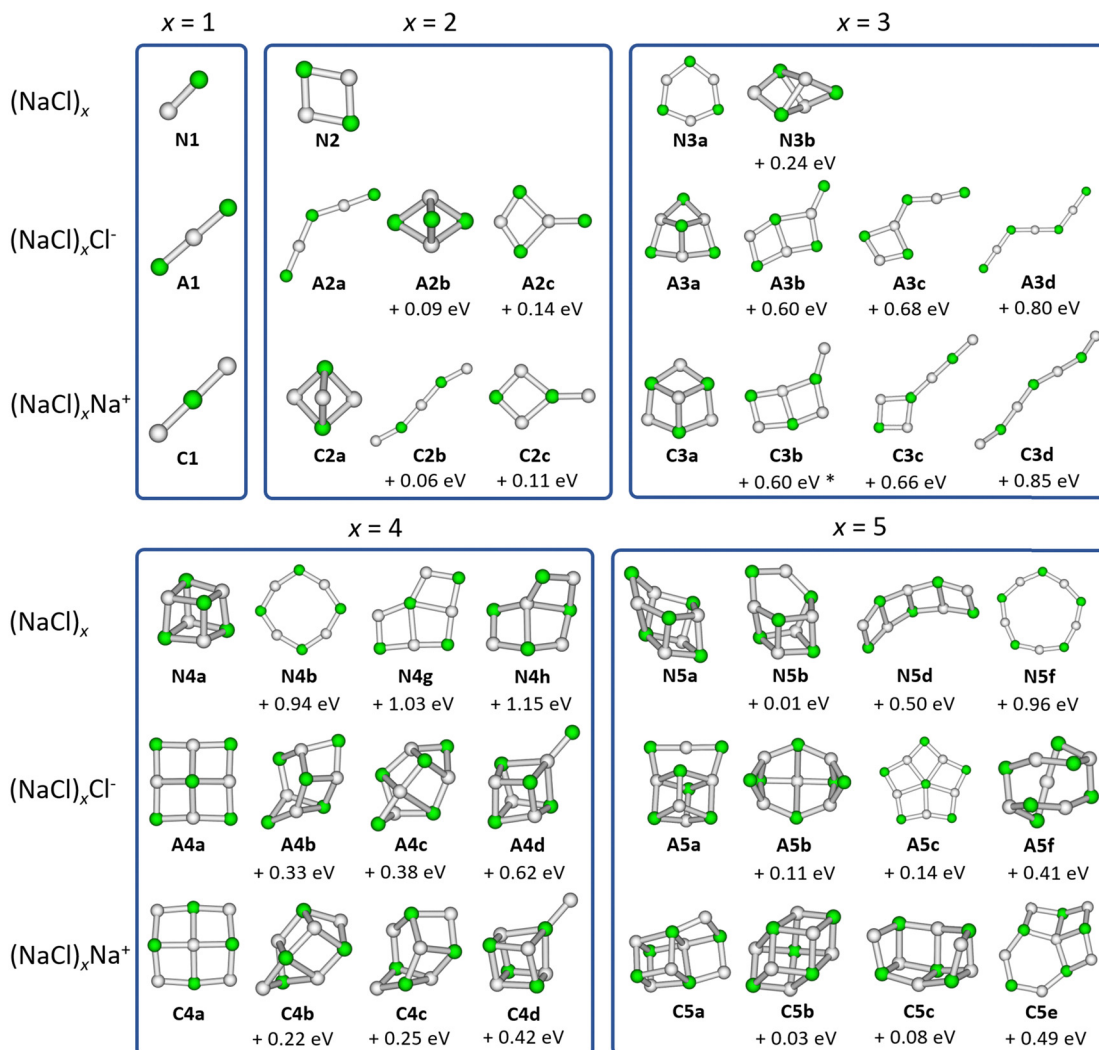 x = 1 x = 2 x = 3
(NaCl)ₓ
N1 N2 N3a N3b
+ 0.24 eV
(NaCl)ₓCl⁻
A1 A2a A2b A2c A3a A3b A3c A3d
+ 0.09 eV + 0.14 eV + 0.60 eV + 0.68 eV + 0.80 eV
(NaCl)ₓNa⁺
C1 C2a C2b C2c C3a C3b C3c C3d
+ 0.06 eV + 0.11 eV + 0.60 eV * + 0.66 eV + 0.85 eV
x = 4 x = 5
(NaCl)ₓ
N4a N4b N4g N4h N5a N5b N5d N5f
+ 0.94 eV + 1.03 eV + 1.15 eV + 0.01 eV + 0.50 eV + 0.96 eV
(NaCl)ₓCl⁻
A4a A4b A4c A4d A5a A5b A5c A5f
+ 0.33 eV + 0.38 eV + 0.62 eV + 0.11 eV + 0.14 eV + 0.41 eV
(NaCl)ₓNa⁺
C4a C4b C4c C4d C5a C5b C5c C5e
+ 0.22 eV + 0.25 eV + 0.42 eV + 0.03 eV + 0.08 eV + 0.49 eV